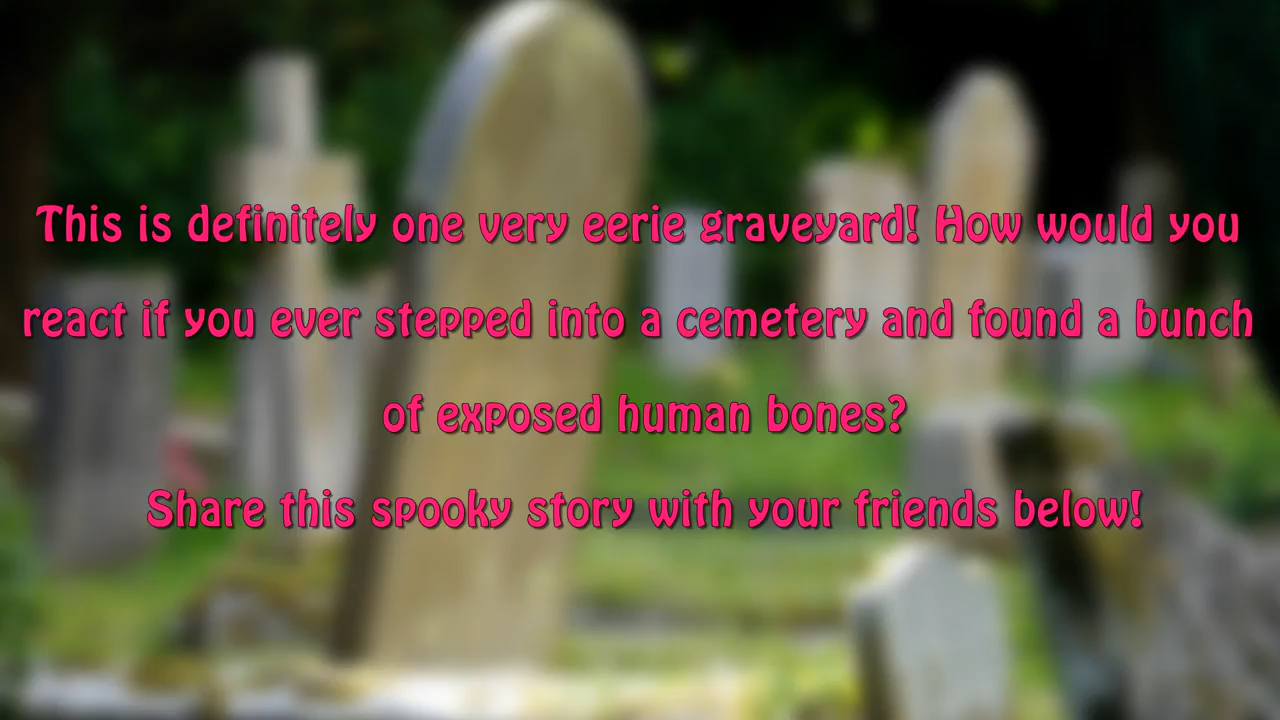 This is definitely one very eerie graveyard! How would you
react if you ever stepped into a cemetery and found a bunch
of exposed human bones?
Share this spooky story with your friends below!